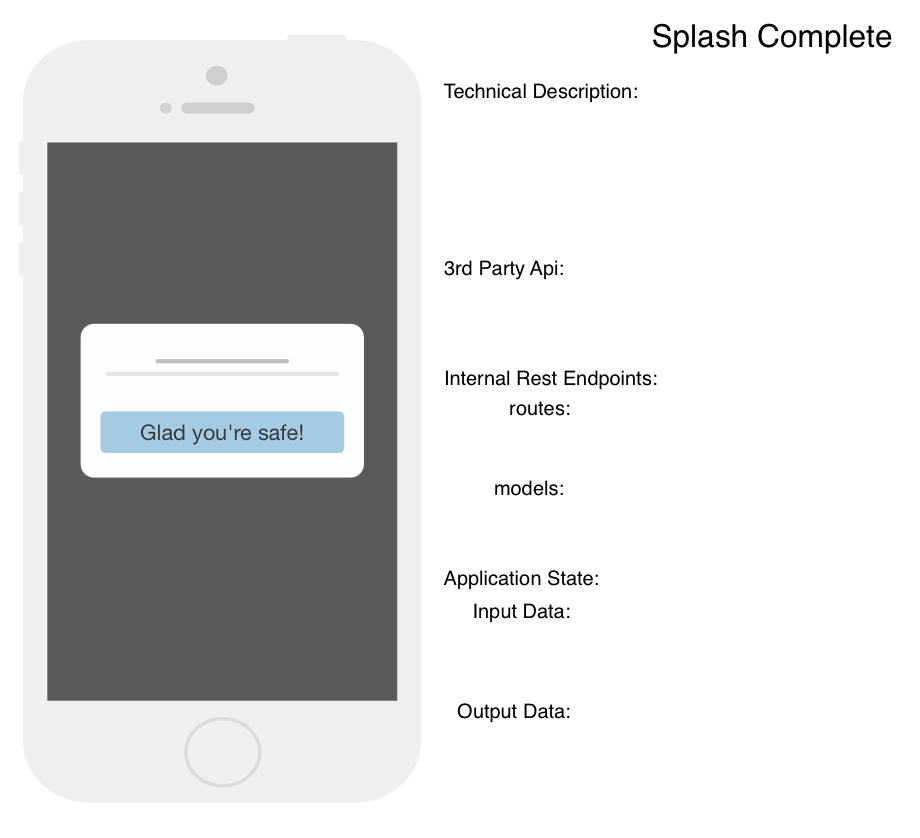 Splash Complete
Technical Description:
3rd Party Api:
Internal Rest Endpoints:
routes:
models:
Application State:
Input Data:
Output Data:
Glad you're safe!